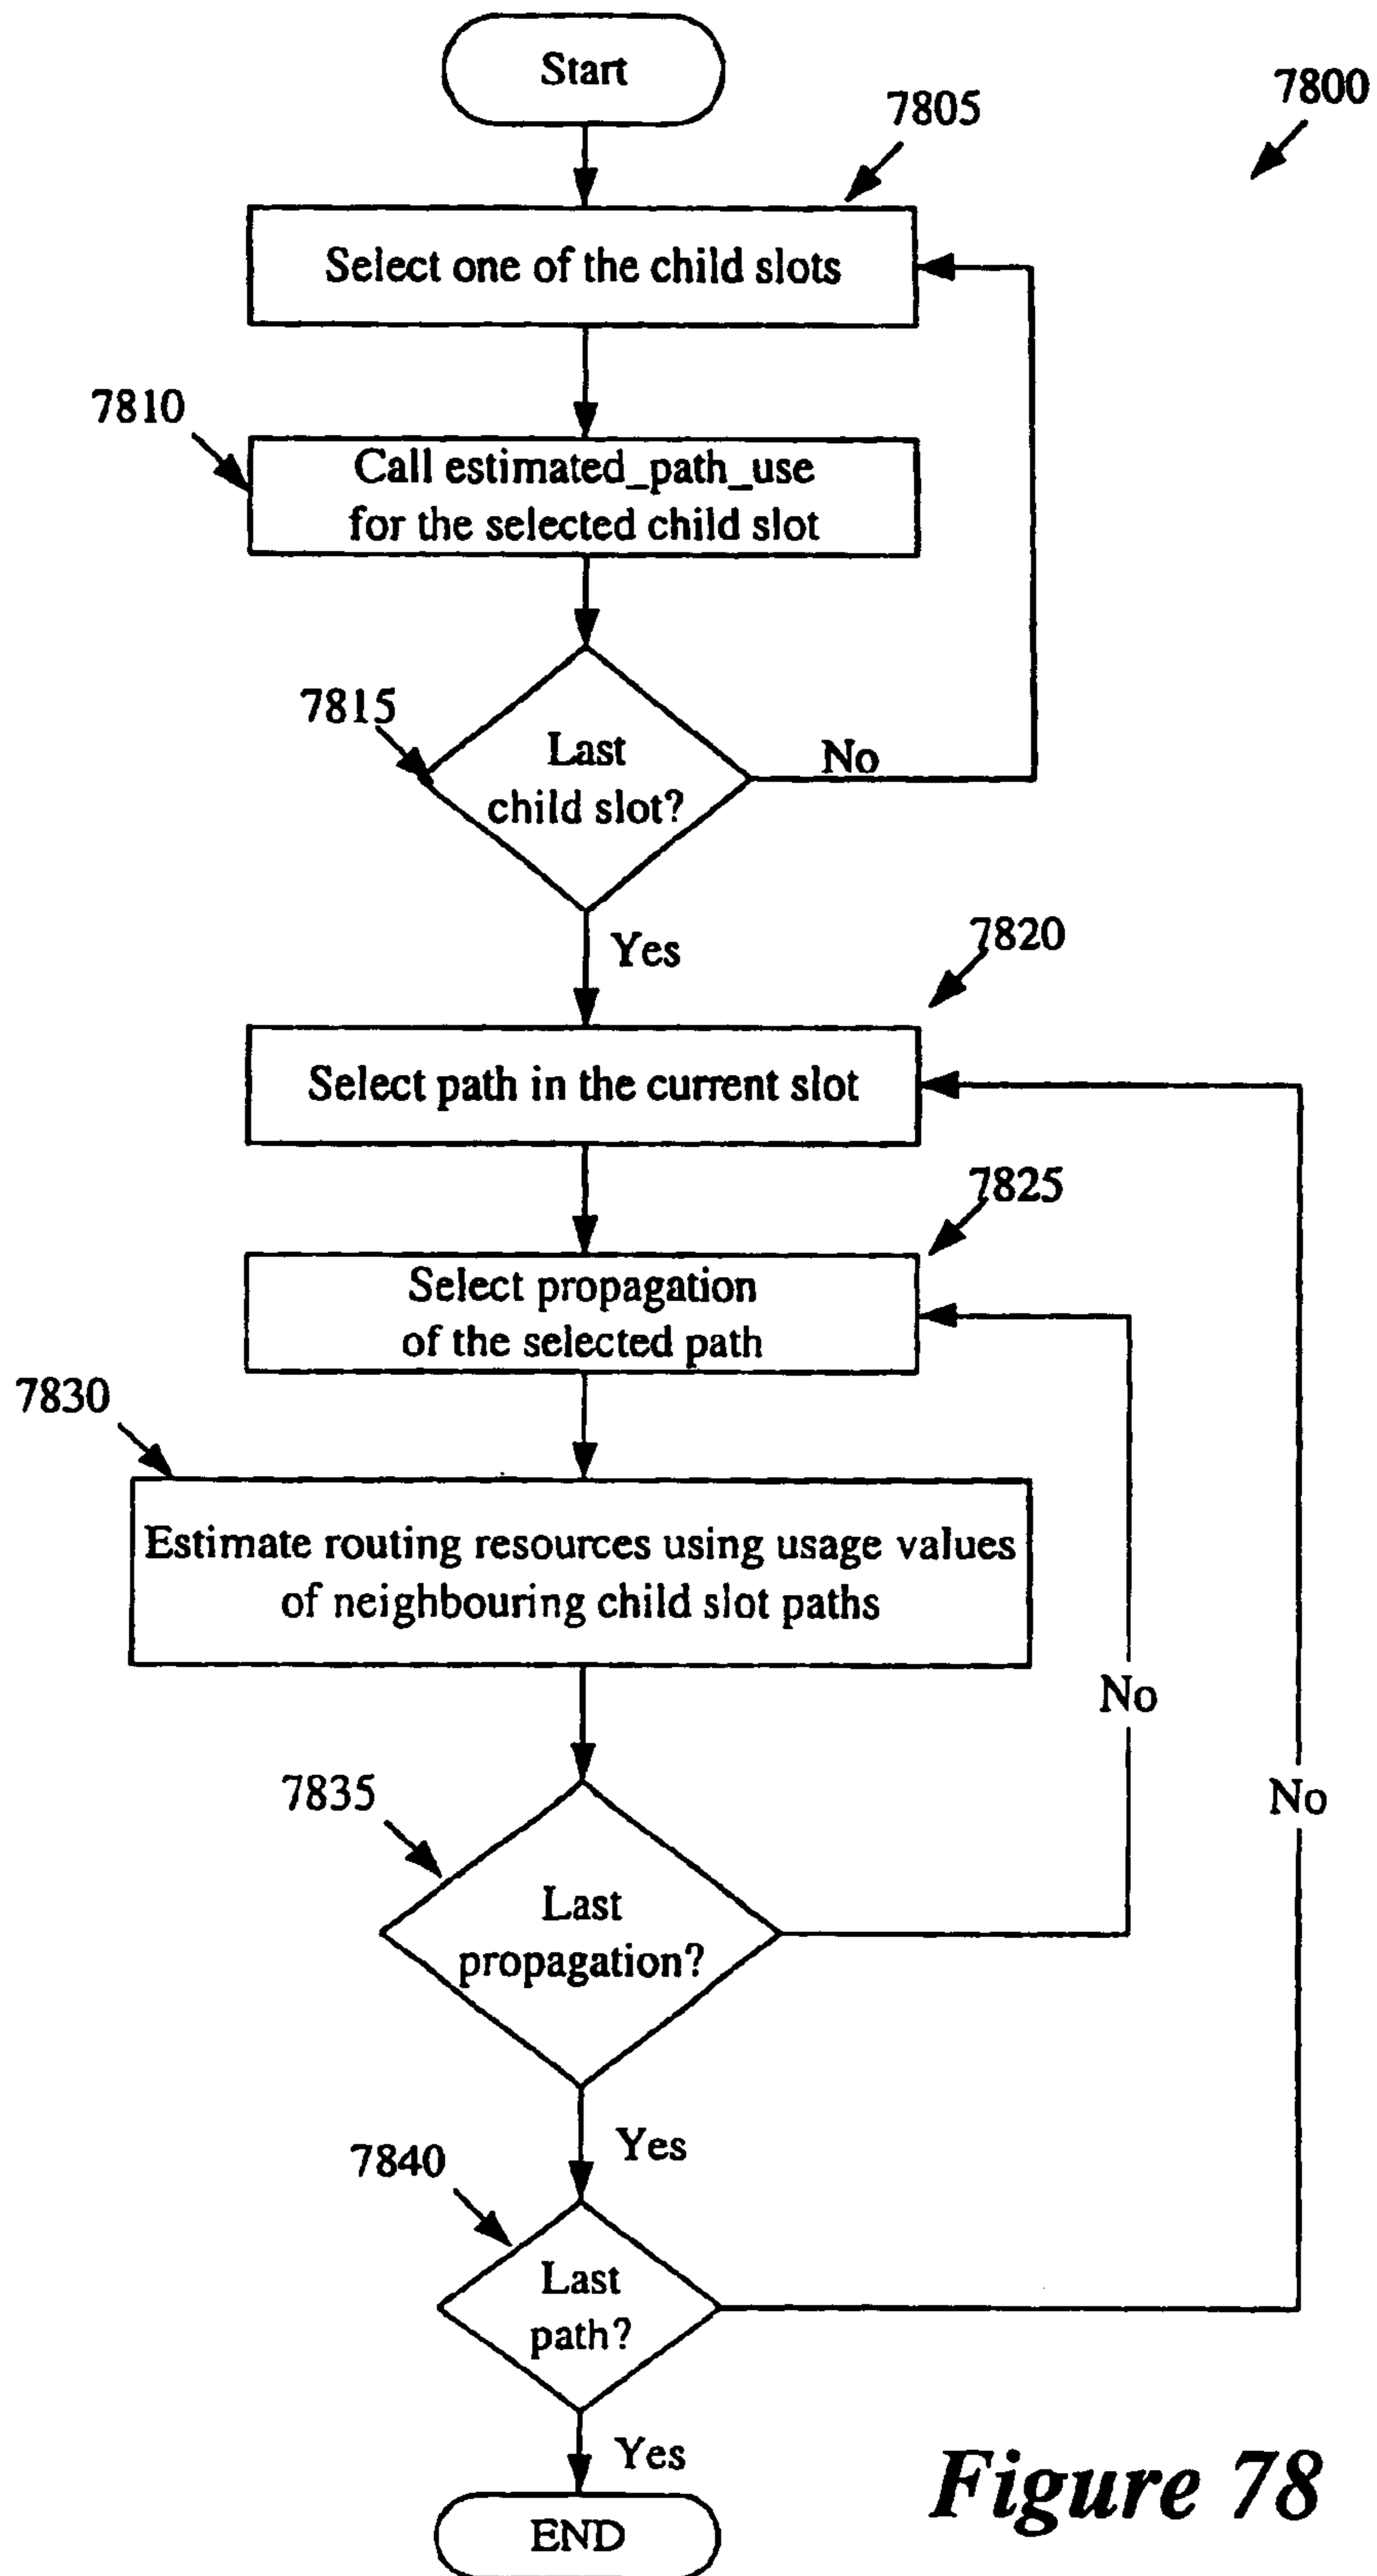 Start
7800
7805
Select one of the child slots
7810
Call estimated_path_use
for the selected child slot
7815
Last
child slot?
No
Yes
7820
Select path in the current slot
7825
Select propagation
of the selected path
7830
Estimate routing resources using usage values
of neighbouring child slot paths
No
7835
No
Last
propagation?
Yes
7840
Last
path?
Yes
END
Figure 78